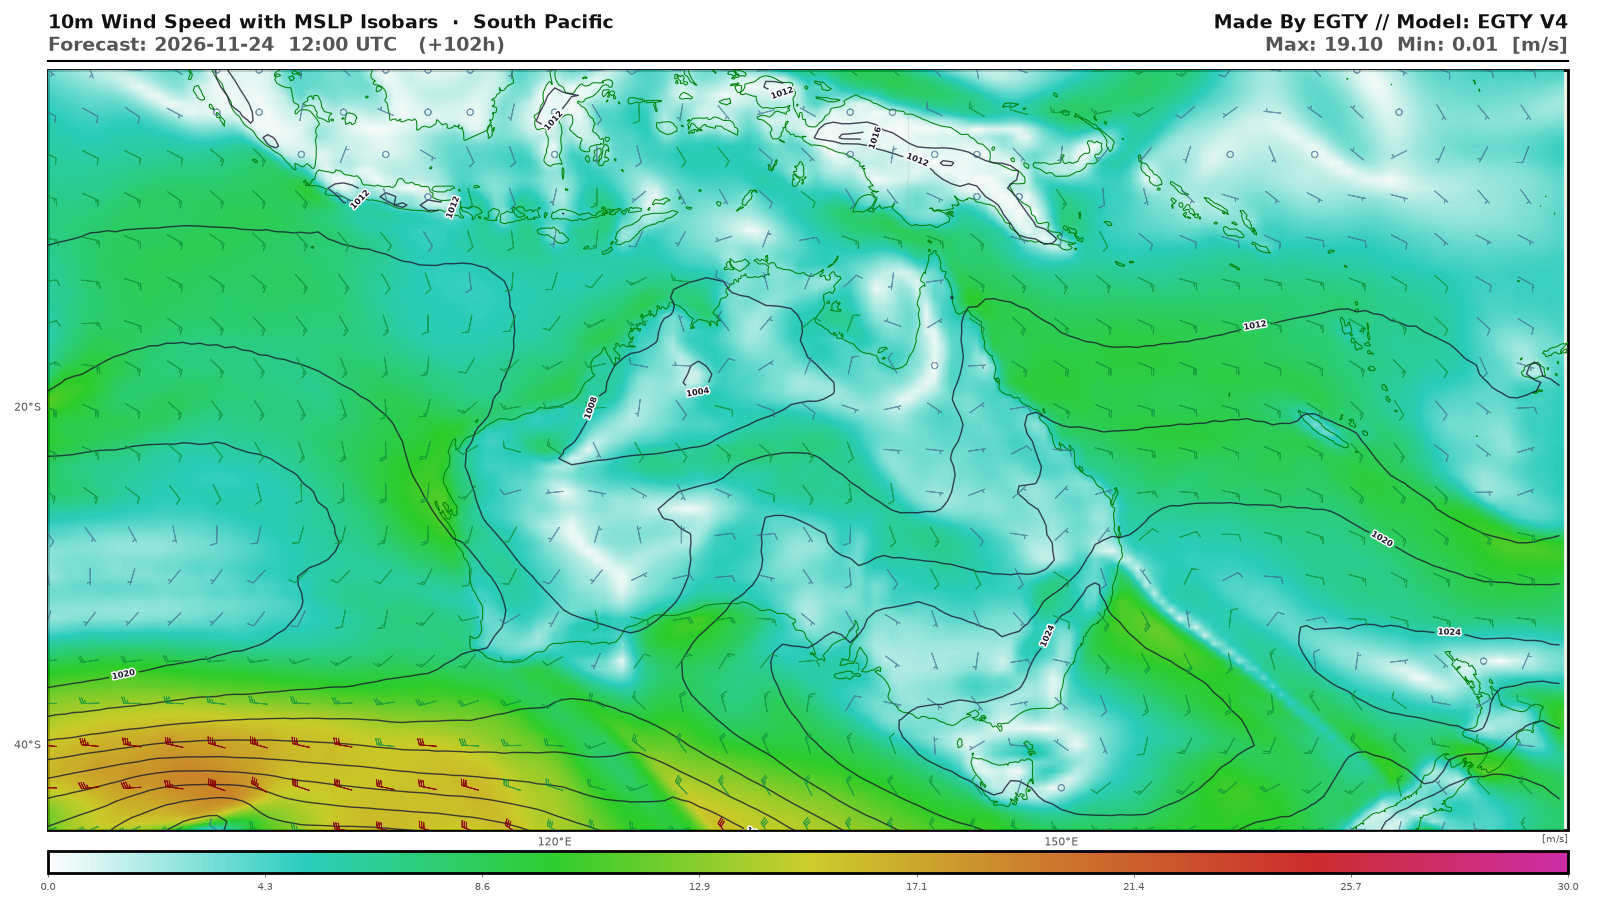 10m Wind Speed with MSLP Isobars · South Pacific
Made By EGTY // Model: EGTY V4
Forecast: 2026-11-24 12:00 UTC (+102h)
Max: 19.10 Min: 0.01 [m/s]
1012
1012
1016
1012
1012
1012
1012
1004
1008
20°S
1020
1024
1024
1020
40°S
120°E
150°E
[m/s]
0.0
4.3
8.6
12.9
17.1
21.4
25.7
30.0